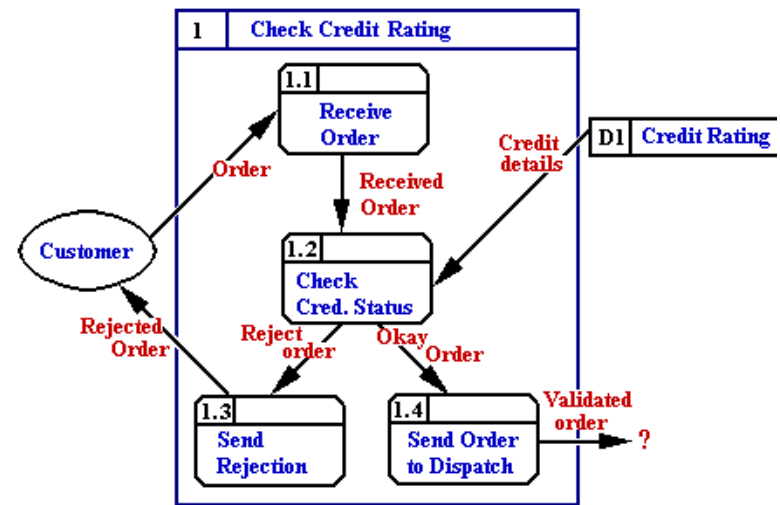 1 Check Credit Rating
1.1
Receive
Order
Order
Received
Order
Credit
details
D1 Credit Rating
Customer
1.2
Check
Cred. Status
Rejected
Order
Reject
order
Okay
Order
1.3
Send
Rejection
1.4
Send Order
to Dispatch
Validated
order
?